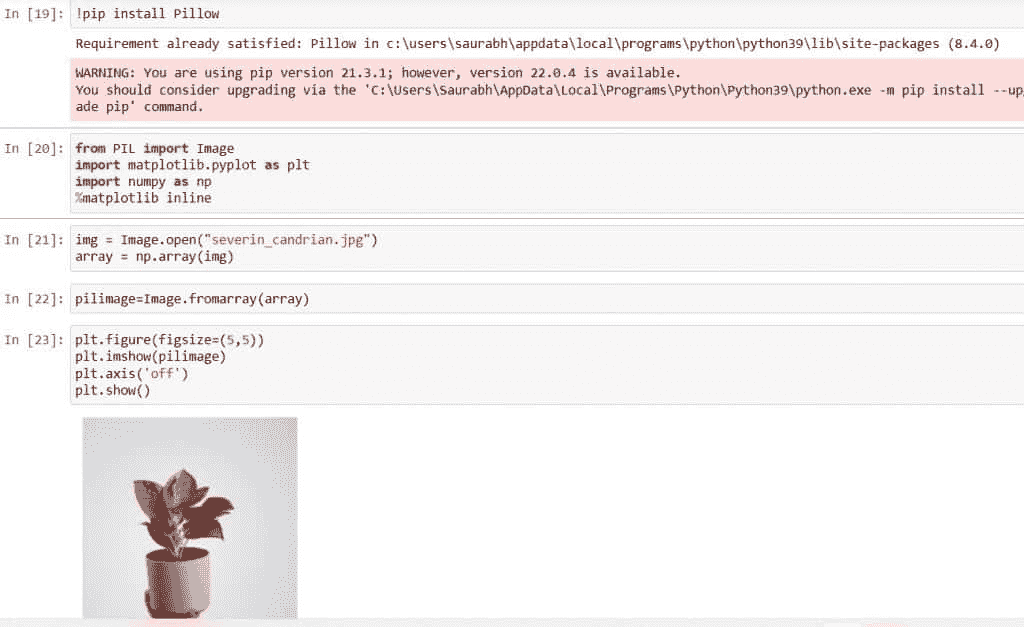 In [19]: !pip install Pillow
Requirement already satisfied: Pillow in c:\users\saurabh\appdata\local\programs\python\python39\lib\site-packages (8.4.0)
WARNING: You are using pip version 21.3.1; however, version 22.0.4 is available.
You should consider upgrading via the 'C:\Users\Saurabh\AppData\Local\Programs\Python\Python39\python.exe -m pip install --upg
ade pip' command.
In [20]: from PIL import Image
import matplotlib.pyplot as plt
import numpy as np
%matplotlib inline
In [21]: img = Image.open("severin_candrian.jpg")
array = np.array(img)
In [22]: pilimage=Image.fromarray(array)
In [23]: plt.figure(figsize=(5,5))
plt.imshow(pilimage)
plt.axis('off')
plt.show()